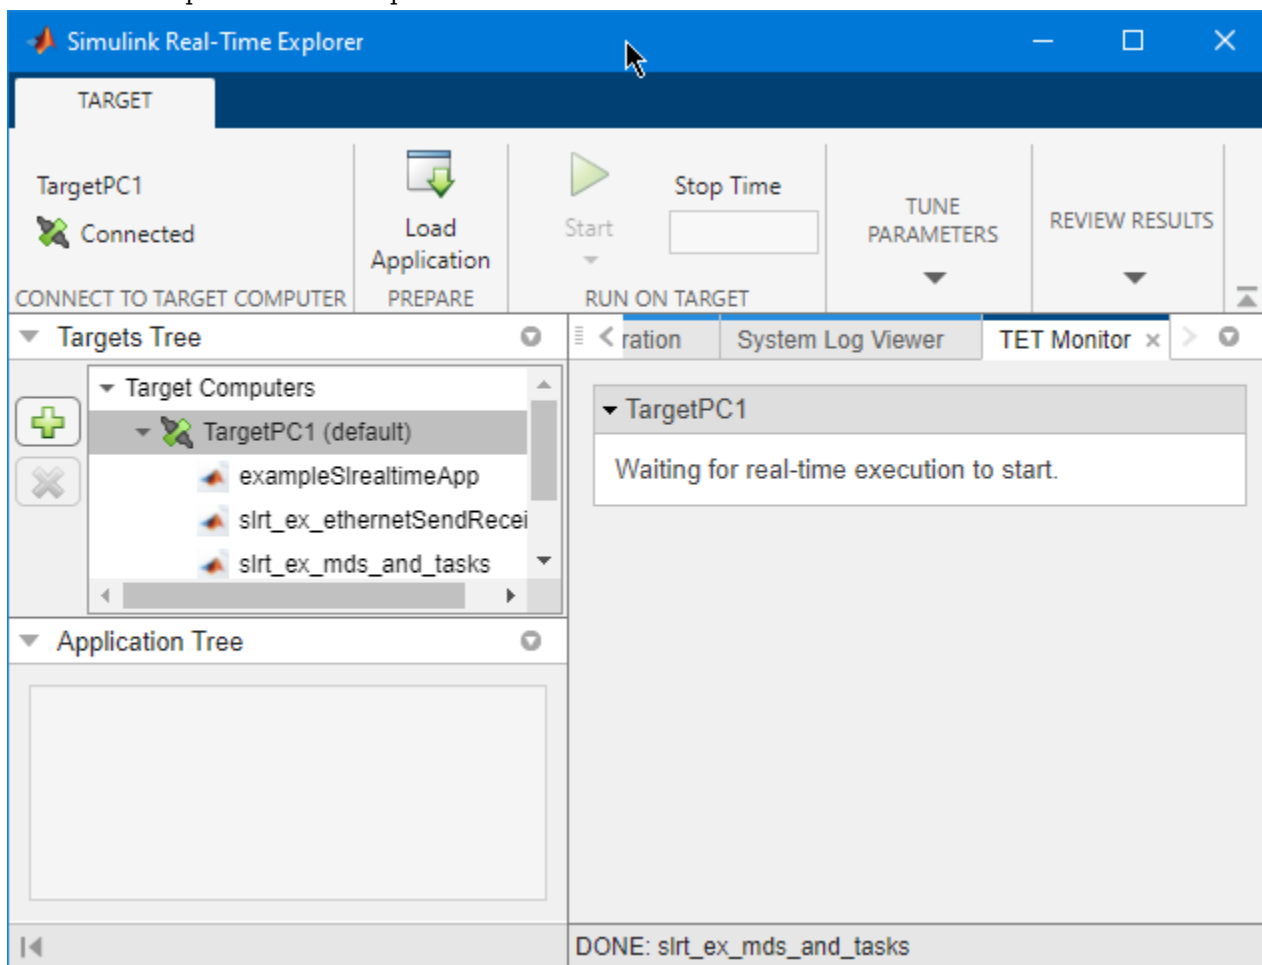 Simulink Real-Time Explorer
TARGET
TargetPC1
Connected
CONNECT TO TARGET COMPUTER
Load
Application
PREPARE
Start
Stop Time
RUN ON TARGET
TUNE
PARAMETERS
REVIEW RESULTS
Targets Tree
Target Computers
TargetPC1 (default)
exampleSlrealtimeApp
slrt_ex_ethernetSendRecei
slrt_ex_mds_and_tasks
Application Tree
ration
System Log Viewer
TET Monitor
TargetPC1
Waiting for real-time execution to start.
DONE: slrt_ex_mds_and_tasks